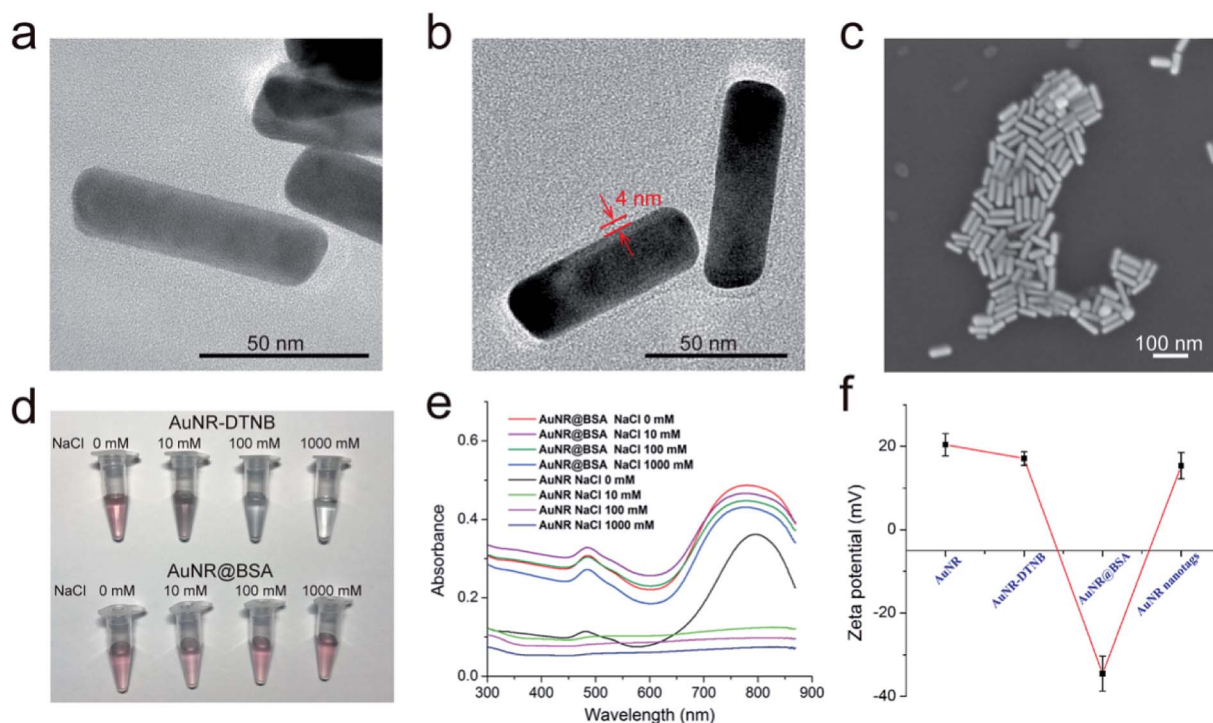 a
50 nm
b
4 nm
50 nm
c
100 nm
d
AuNR-DTNB
NaCl 0 mM 10 mM 100 mM 1000 mM
AuNR@BSA
NaCl 0 mM 10 mM 100 mM 1000 mM
e
AuNR@BSA NaCl 0 mM
AuNR@BSA NaCl 10 mM
AuNR@BSA NaCl 100 mM
AuNR@BSA NaCl 1000 mM
AuNR NaCl 0 mM
AuNR NaCl 10 mM
AuNR NaCl 100 mM
AuNR NaCl 1000 mM
Absorbance
0.6
0.4
0.2
0.0
300 400 500 600 700 800 900
Wavelength (nm)
f
Zeta potential (mV)
20
0
-20
-40
AuNR
AuNR-DTNB
AuNR@BSA
AuNR nanotags